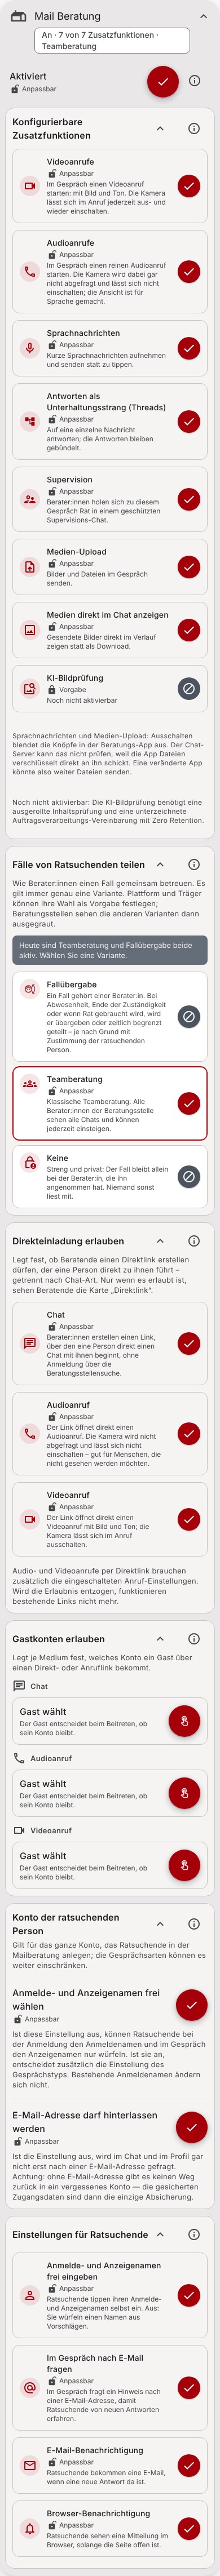 Mail Beratung
An · 7 von 7 Zusatzfunktionen ·
Teamberatung
Aktiviert
Anpassbar
Konfigurierbare
Zusatzfunktionen
Videoanrufe
Anpassbar
Im Gespräch einen Videoanruf
starten: mit Bild und Ton. Die Kamera
lässt sich im Anruf jederzeit aus- und
wieder einschalten.
Audioanrufe
Anpassbar
Im Gespräch einen reinen Audioanruf
starten. Die Kamera wird dabei gar
nicht abgefragt und lässt sich nicht
einschalten; die Ansicht ist für
Sprache gemacht.
Sprachnachrichten
Anpassbar
Kurze Sprachnachrichten aufnehmen
und senden statt zu tippen.
Antworten als
Unterhaltungsstrang (Threads)
Anpassbar
Auf eine einzelne Nachricht
antworten; die Antworten bleiben
gebündelt.
Supervision
Anpassbar
Berater:innen holen sich zu diesem
Gespräch Rat in einem geschützten
Supervisions-Chat.
Medien-Upload
Anpassbar
Bilder und Dateien im Gespräch
senden.
Medien direkt im Chat anzeigen
Anpassbar
Gesendete Bilder direkt im Verlauf
zeigen statt als Download.
KI-Bildprüfung
Vorgabe
Noch nicht aktivierbar
Sprachnachrichten und Medien-Upload: Ausschalten
blendet die Knöpfe in der Beratungs-App aus. Der Chat-
Server kann das nicht prüfen, weil die App Dateien
verschlüsselt direkt an ihn schickt. Eine veränderte App
könnte also weiter Dateien senden.
Noch nicht aktivierbar: Die KI-Bildprüfung benötigt eine
ausgerollte Inhaltsprüfung und eine unterzeichnete
Auftragsverarbeitungs-Vereinbarung mit Zero Retention.
Fälle von Ratsuchenden teilen
Wie Berater:innen einen Fall gemeinsam betreuen. Es
gilt immer genau eine Variante. Plattform und Träger
können ihre Wahl als Vorgabe festlegen;
Beratungsstellen sehen die anderen Varianten dann
ausgegraut.
Heute sind Teamberatung und Fallübergabe beide
aktiv. Wählen Sie eine Variante.
Fallübergabe
Anpassbar
Ein Fall gehört einer Berater:in. Bei
Abwesenheit, Ende der Zuständigkeit
oder wenn Rat gebraucht wird, wird
er übergeben oder zeitlich begrenzt
geteilt – je nach Grund mit
Zustimmung der ratsuchenden
Person.
Teamberatung
Anpassbar
Klassische Teamberatung: Alle
Berater:innen der Beratungsstelle
sehen alle Chats und können
jederzeit einsteigen.
Keine
Anpassbar
Streng und privat: Der Fall bleibt allein
bei der Berater:in, die ihn
angenommen hat. Niemand sonst
liest mit.
Direkteinladung erlauben
Legt fest, ob Beratende einen Direktlink erstellen
dürfen, der eine Person direkt zu ihnen führt –
getrennt nach Chat-Art. Nur wenn es erlaubt ist,
sehen Beratende die Karte „Direktlink“.
Chat
Anpassbar
Berater:innen erstellen einen Link,
über den eine Person direkt einen
Chat mit ihnen beginnt, ohne
Anmeldung über die
Beratungsstellensuche.
Audioanruf
Anpassbar
Der Link öffnet direkt einen
Audioanruf. Die Kamera wird nicht
abgefragt und lässt sich nicht
einschalten – gut für Menschen, die
nicht gesehen werden möchten.
Videoanruf
Anpassbar
Der Link öffnet direkt einen
Videoanruf mit Bild und Ton; die
Kamera lässt sich im Anruf
ausschalten.
Audio- und Videoanrufe per Direktlink brauchen
zusätzlich die eingeschalteten Anruf-Einstellungen.
Wird die Erlaubnis entzogen, funktionieren
bestehende Links nicht mehr.
Gastkonten erlauben
Legt je Medium fest, welches Konto ein Gast über
einen Direkt- oder Anruflink bekommt.
Chat
Gast wählt
Der Gast entscheidet beim Beitreten, ob
sein Konto bleibt.
Audioanruf
Gast wählt
Der Gast entscheidet beim Beitreten, ob
sein Konto bleibt.
Videoanruf
Gast wählt
Der Gast entscheidet beim Beitreten, ob
sein Konto bleibt.
Konto der ratsuchenden
Person
Gilt für das ganze Konto, das Ratsuchende in der
Mailberatung anlegen; die Gesprächsarten können es
weiter einschränken.
Anmelde- und Anzeigenamen frei
wählen
Anpassbar
Ist diese Einstellung aus, können Ratsuchende bei
der Anmeldung den Anmeldenamen und im Gespräch
den Anzeigenamen nur würfeln. Ist sie an,
entscheidet zusätzlich die Einstellung des
Gesprächstyps. Bestehende Anmeldenamen ändern
sich nicht.
E-Mail-Adresse darf hinterlassen
werden
Anpassbar
Ist die Einstellung aus, wird im Chat und im Profil gar
nicht erst nach einer E-Mail-Adresse gefragt.
Achtung: ohne E-Mail-Adresse gibt es keinen Weg
zurück in ein vergessenes Konto — die gesicherten
Zugangsdaten sind dann die einzige Absicherung.
Einstellungen für Ratsuchende
Anmelde- und Anzeigenamen
frei eingeben
Anpassbar
Ratsuchende tippen ihren Anmelde-
und Anzeigenamen selbst ein. Aus:
Sie würfeln einen Namen aus
Vorschlägen.
Im Gespräch nach E-Mail
fragen
Anpassbar
Im Gespräch fragt ein Hinweis nach
einer E-Mail-Adresse, damit
Ratsuchende von neuen Antworten
erfahren.
E-Mail-Benachrichtigung
Anpassbar
Ratsuchende bekommen eine E-Mail,
wenn eine neue Antwort da ist.
Browser-Benachrichtigung
Anpassbar
Ratsuchende sehen eine Mitteilung im
Browser, solange die Seite offen ist.